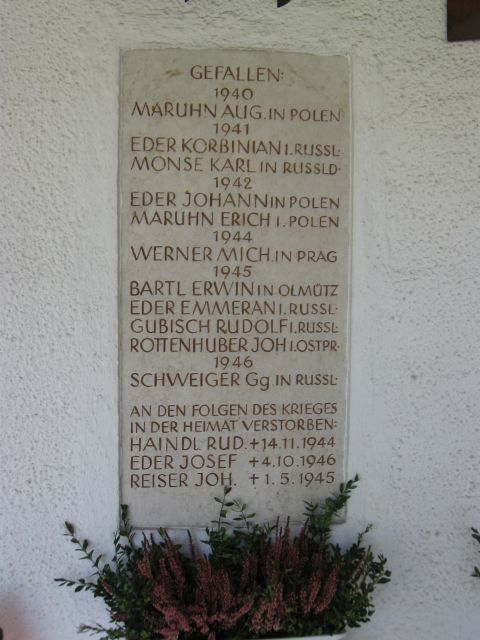 GEFALLEN:
1940
MARUHN AUG. IN POLEN
1941
EDER KORBINIAN I. RUSSL.
MONSE KARL IN RUSSLD.
1942
EDER JOHANN IN POLEN
MARUHN ERICH I. POLEN
1944
WERNER MICH. IN PRAG
1945
BARTL ERWIN IN OLMÜTZ
EDER EMMERAN I. RUSSL.
GUBISCH RUDOLF I. RUSSL.
ROTTENHUBER JOH I. OSTPR.
1946
SCHWEIGER Gg IN RUSSL.
AN DEN FOLGEN DES KRIEGES
IN DER HEIMAT VERSTORBEN:
HAINDL RUD. +14.11.1944
EDER JOSEF +4.10.1946
REISER JOH. +1.5.1945